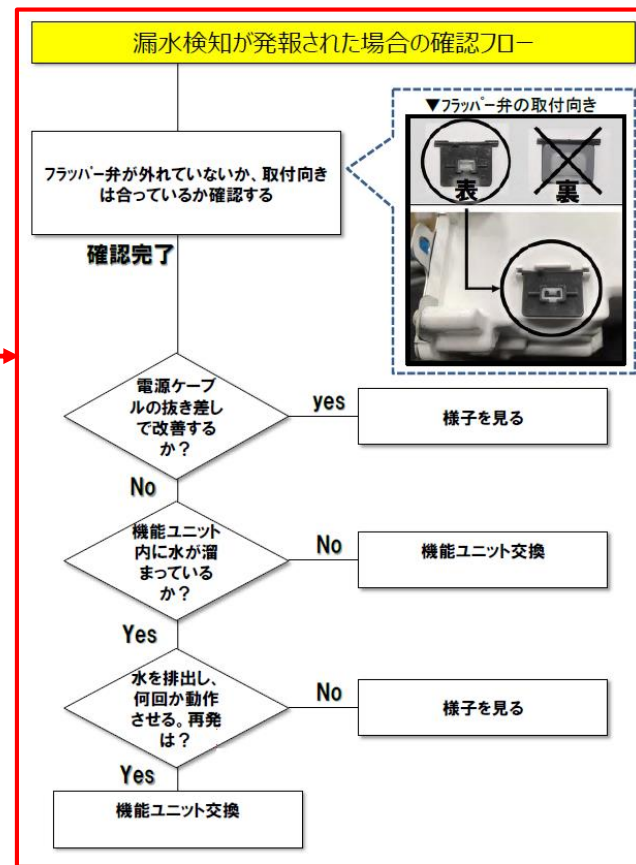 漏水検知が発報された場合の確認フロー
▼フラッパー弁の取付向き
表
裏
フラッパー弁が外れていないか、取付向き
は合っているか確認する
確認完了
電源ケーブ
ルの抜き差し
で改善する
か？
yes
様子を見る
No
機能ユニット
内に水が溜
まっている
か？
No
機能ユニット交換
Yes
水を排出し、
何回か動作
させる。再発
は？
No
様子を見る
Yes
機能ユニット交換